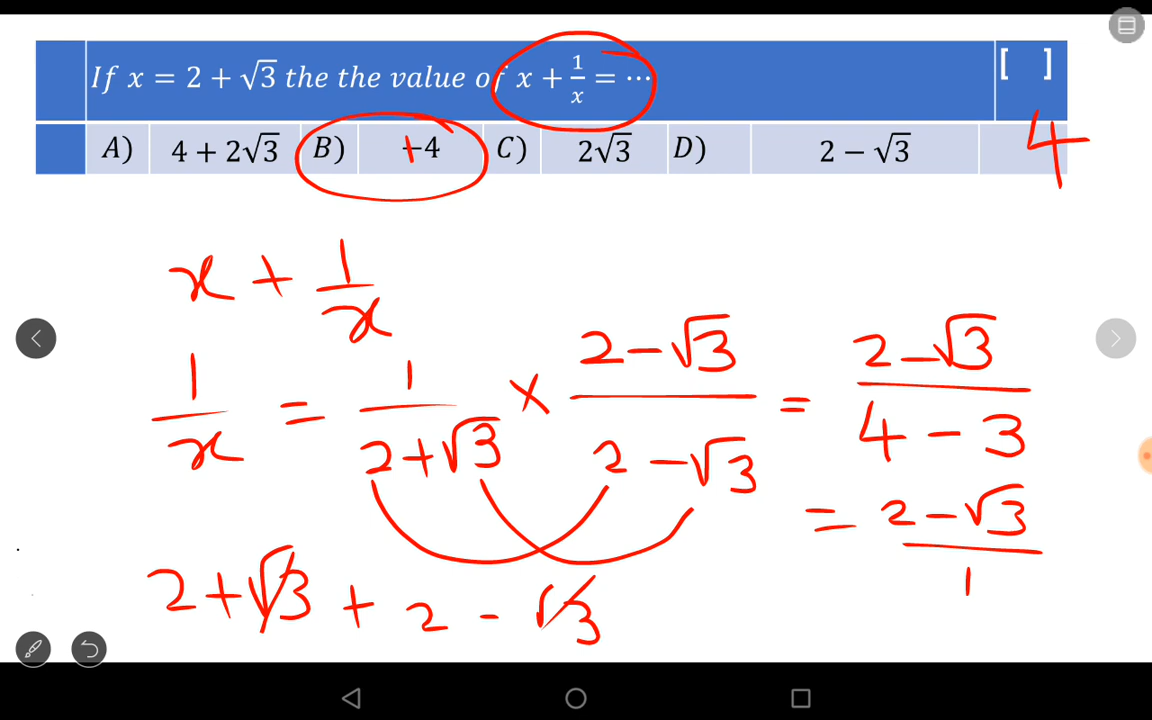 If x = 2 + √3 the the value of x + 1/x = ⋯ [ ]
A) 4 + 2√3 B) +4 C) 2√3 D) 2 − √3
4
x + 1/x
1/x = 1/(2+√3) × (2−√3)/(2−√3) = (2−√3)/(4−3)
= (2−√3)/1
2+√3 + 2 − √3